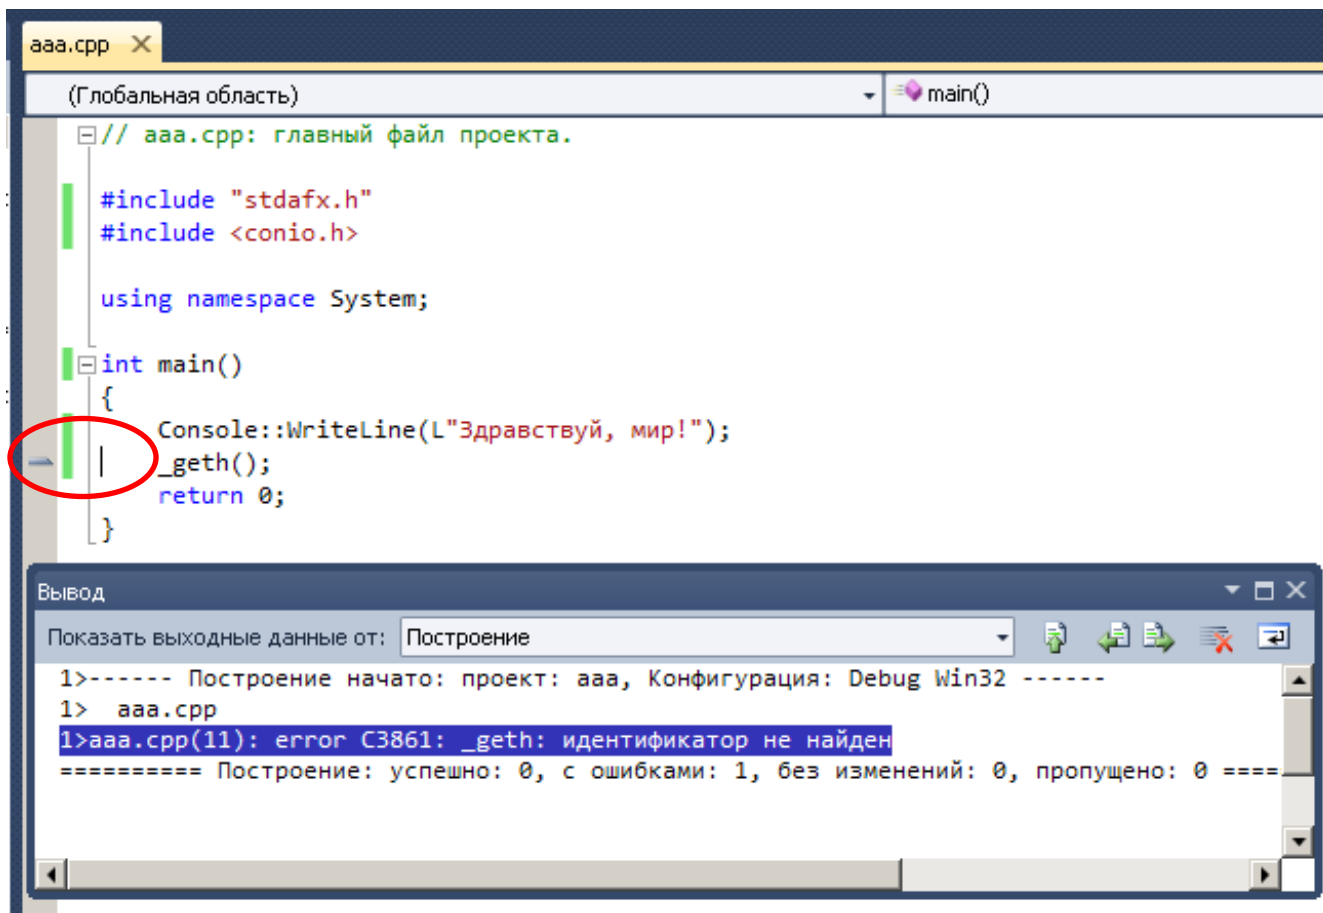 aaa.cpp
(Глобальная область) main()
// aaa.cpp: главный файл проекта.
#include "stdafx.h"
#include <conio.h>
using namespace System;
int main()
{
Console::WriteLine(L"Здравствуй, мир!");
_geth();
return 0;
}
Вывод
Показать выходные данные от: Построение
1>------ Построение начато: проект: aaa, Конфигурация: Debug Win32 ------
1> aaa.cpp
1>aaa.cpp(11): error C3861: _geth: идентификатор не найден
========== Построение: успешно: 0, с ошибками: 1, без изменений: 0, пропущено: 0 ====